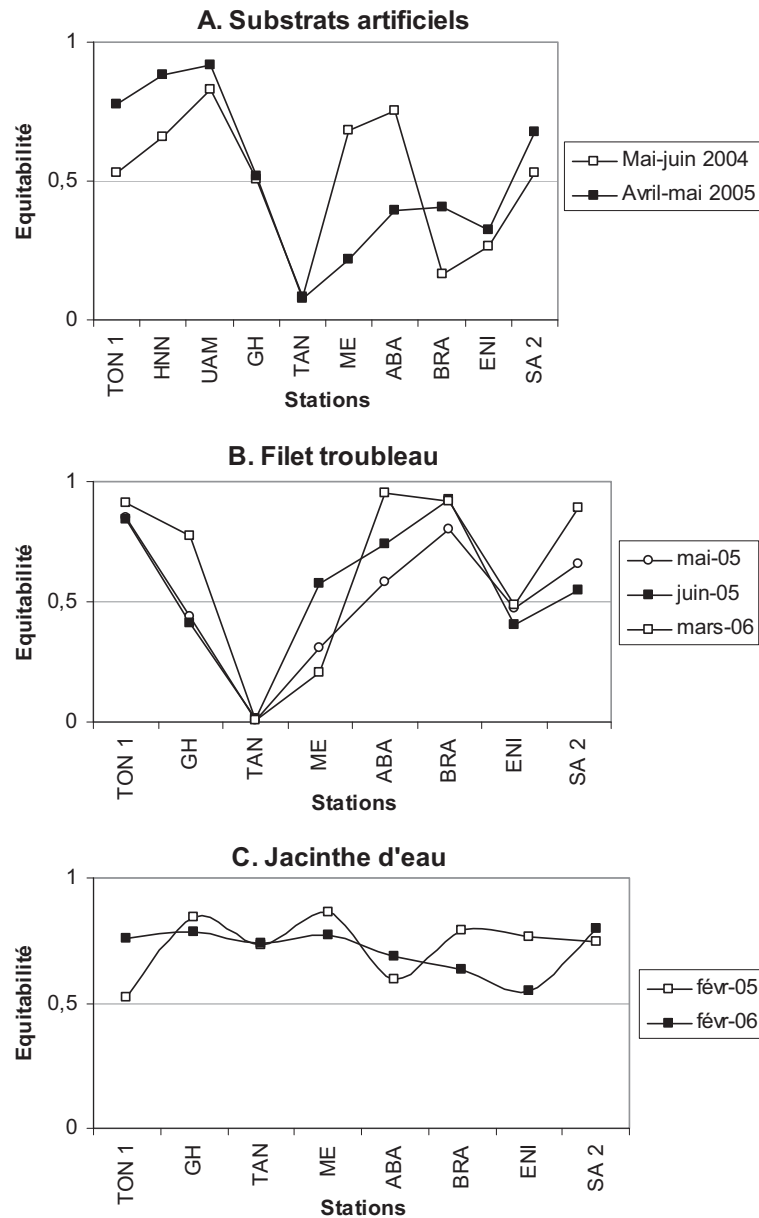 A. Substrats artificiels
1
0,5
0
Equitabilité
TON 1
HNN
UAM
GH
TAN
ME
ABA
BRA
ENI
SA 2
Stations
Mai-juin 2004
Avril-mai 2005
B. Filet troubleau
1
0,5
0
Equitabilité
TON 1
GH
TAN
ME
ABA
BRA
ENI
SA 2
Stations
mai-05
juin-05
mars-06
C. Jacinthe d'eau
1
0,5
0
Equitabilité
TON 1
GH
TAN
ME
ABA
BRA
ENI
SA 2
Stations
févr-05
févr-06